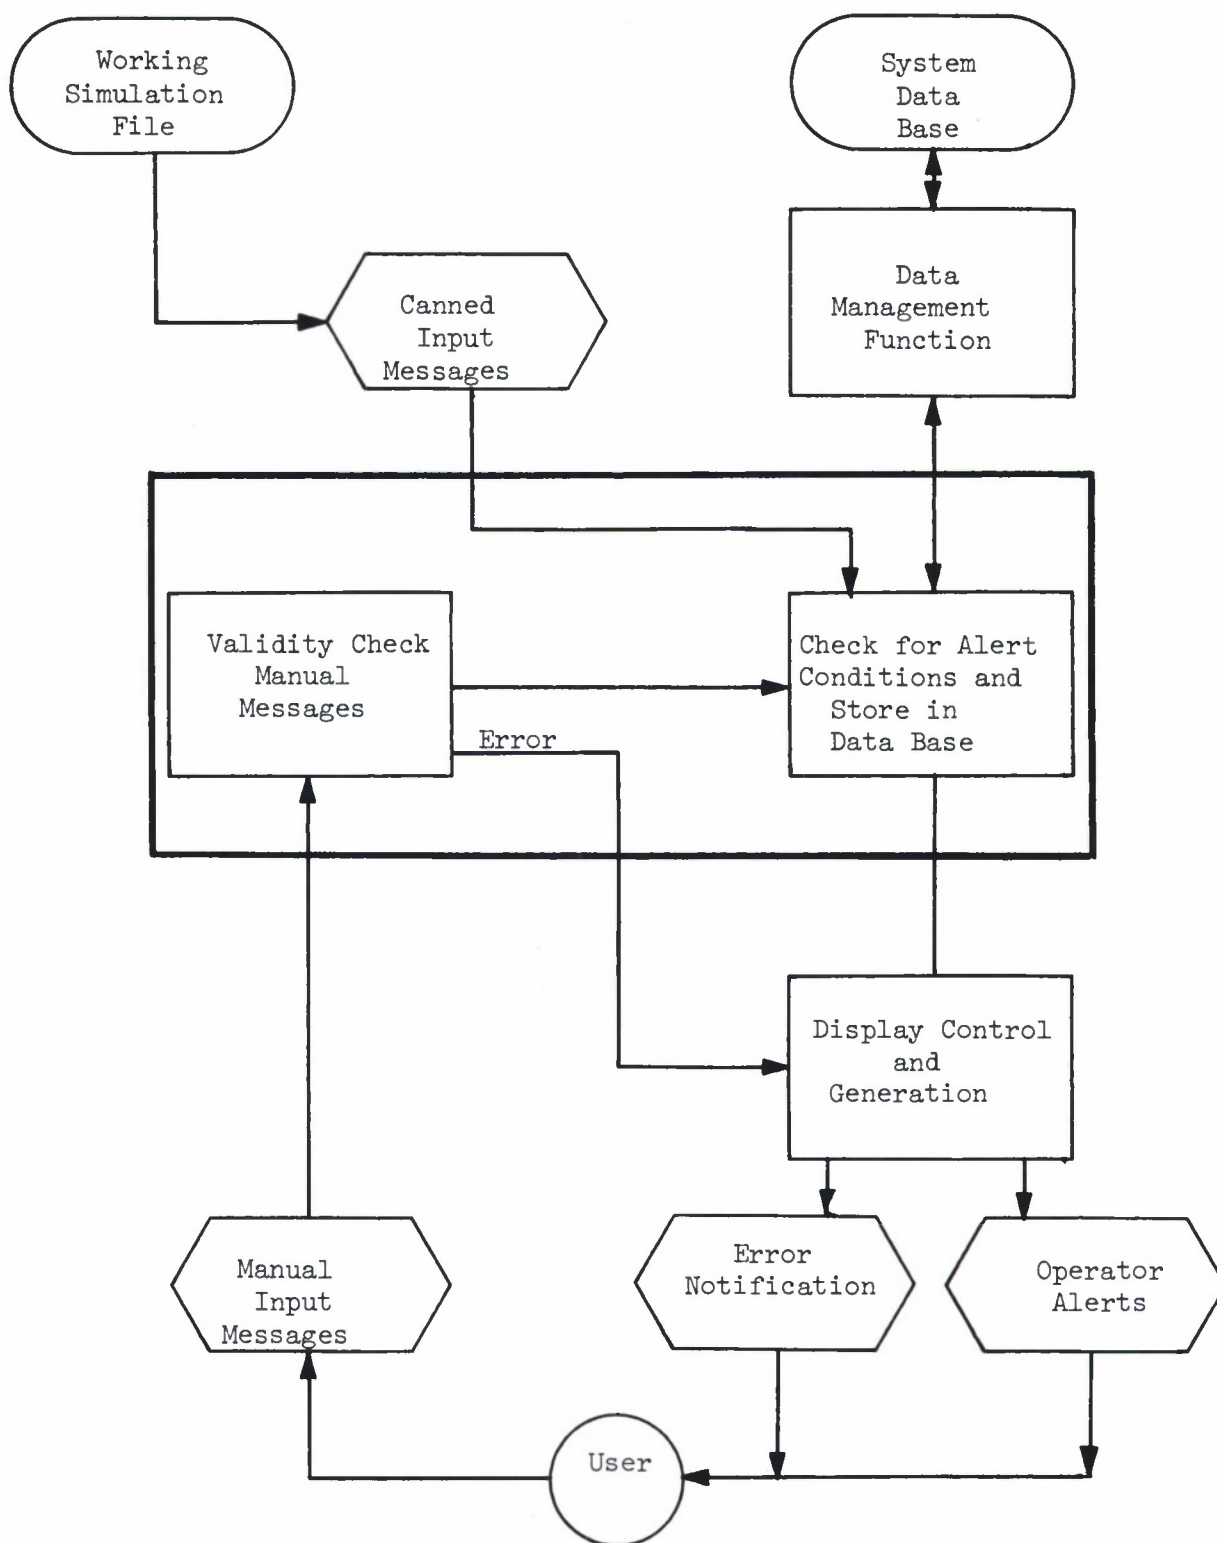 Working
Simulation
File
System
Data
Base
Canned
Input
Messages
Data
Management
Function
Validity Check
Manual
Messages
Check for Alert
Conditions and
Store in
Data Base
Error
Display Control
and
Generation
Manual
Input
Messages
Error
Notification
Operator
Alerts
User